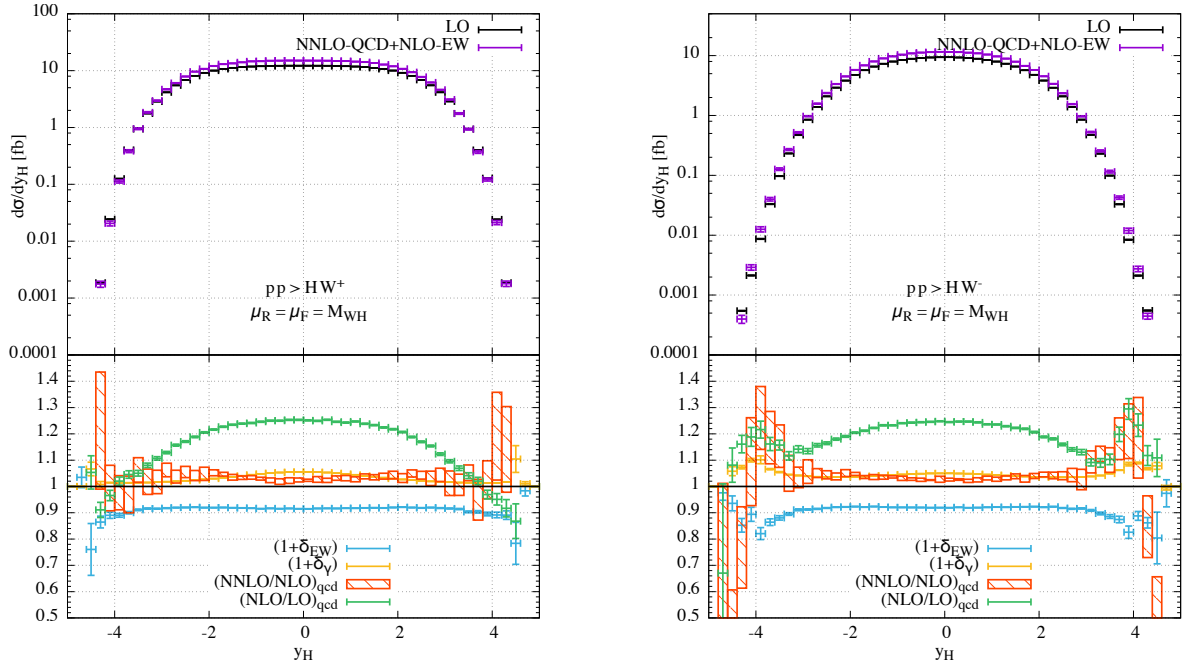 LO
NNLO-QCD+NLO-EW
10
1
0.1
0.01
0.001
0.0001
dσ/dy_H [fb]
pp > HW⁺
μ_R = μ_F = M_WH
1.4
1.3
1.2
1.1
1
0.9
0.8
0.7
0.6
0.5
(1+δ_EW)
(1+δ_γ)
(NNLO/NLO)_qcd
(NLO/LO)_qcd
-4
-2
0
2
4
y_H
LO
NNLO-QCD+NLO-EW
10
1
0.1
0.01
0.001
0.0001
dσ/dy_H [fb]
pp > HW⁻
μ_R = μ_F = M_WH
1.4
1.3
1.2
1.1
1
0.9
0.8
0.7
0.6
0.5
(1+δ_EW)
(1+δ_γ)
(NNLO/NLO)_qcd
(NLO/LO)_qcd
-4
-2
0
2
4
y_H